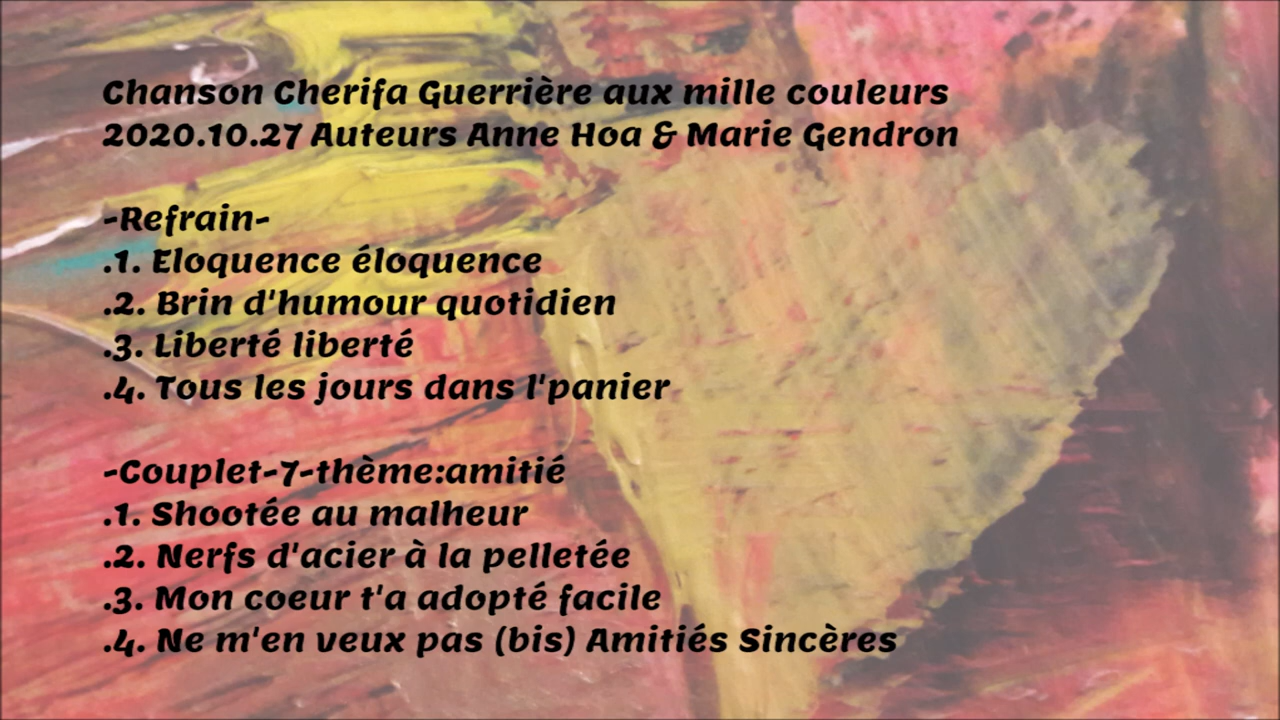 Chanson Cherifa Guerrière aux mille couleurs
2020.10.27 Auteurs Anne Hoa & Marie Gendron
-Refrain-
.1. Eloquence éloquence
.2. Brin d'humour quotidien
.3. Liberté liberté
.4. Tous les jours dans l'panier
-Couplet-7-thème:amitié
.1. Shootée au malheur
.2. Nerfs d'acier à la pelletée
.3. Mon coeur t'a adopté facile
.4. Ne m'en veux pas (bis) Amitiés Sincères